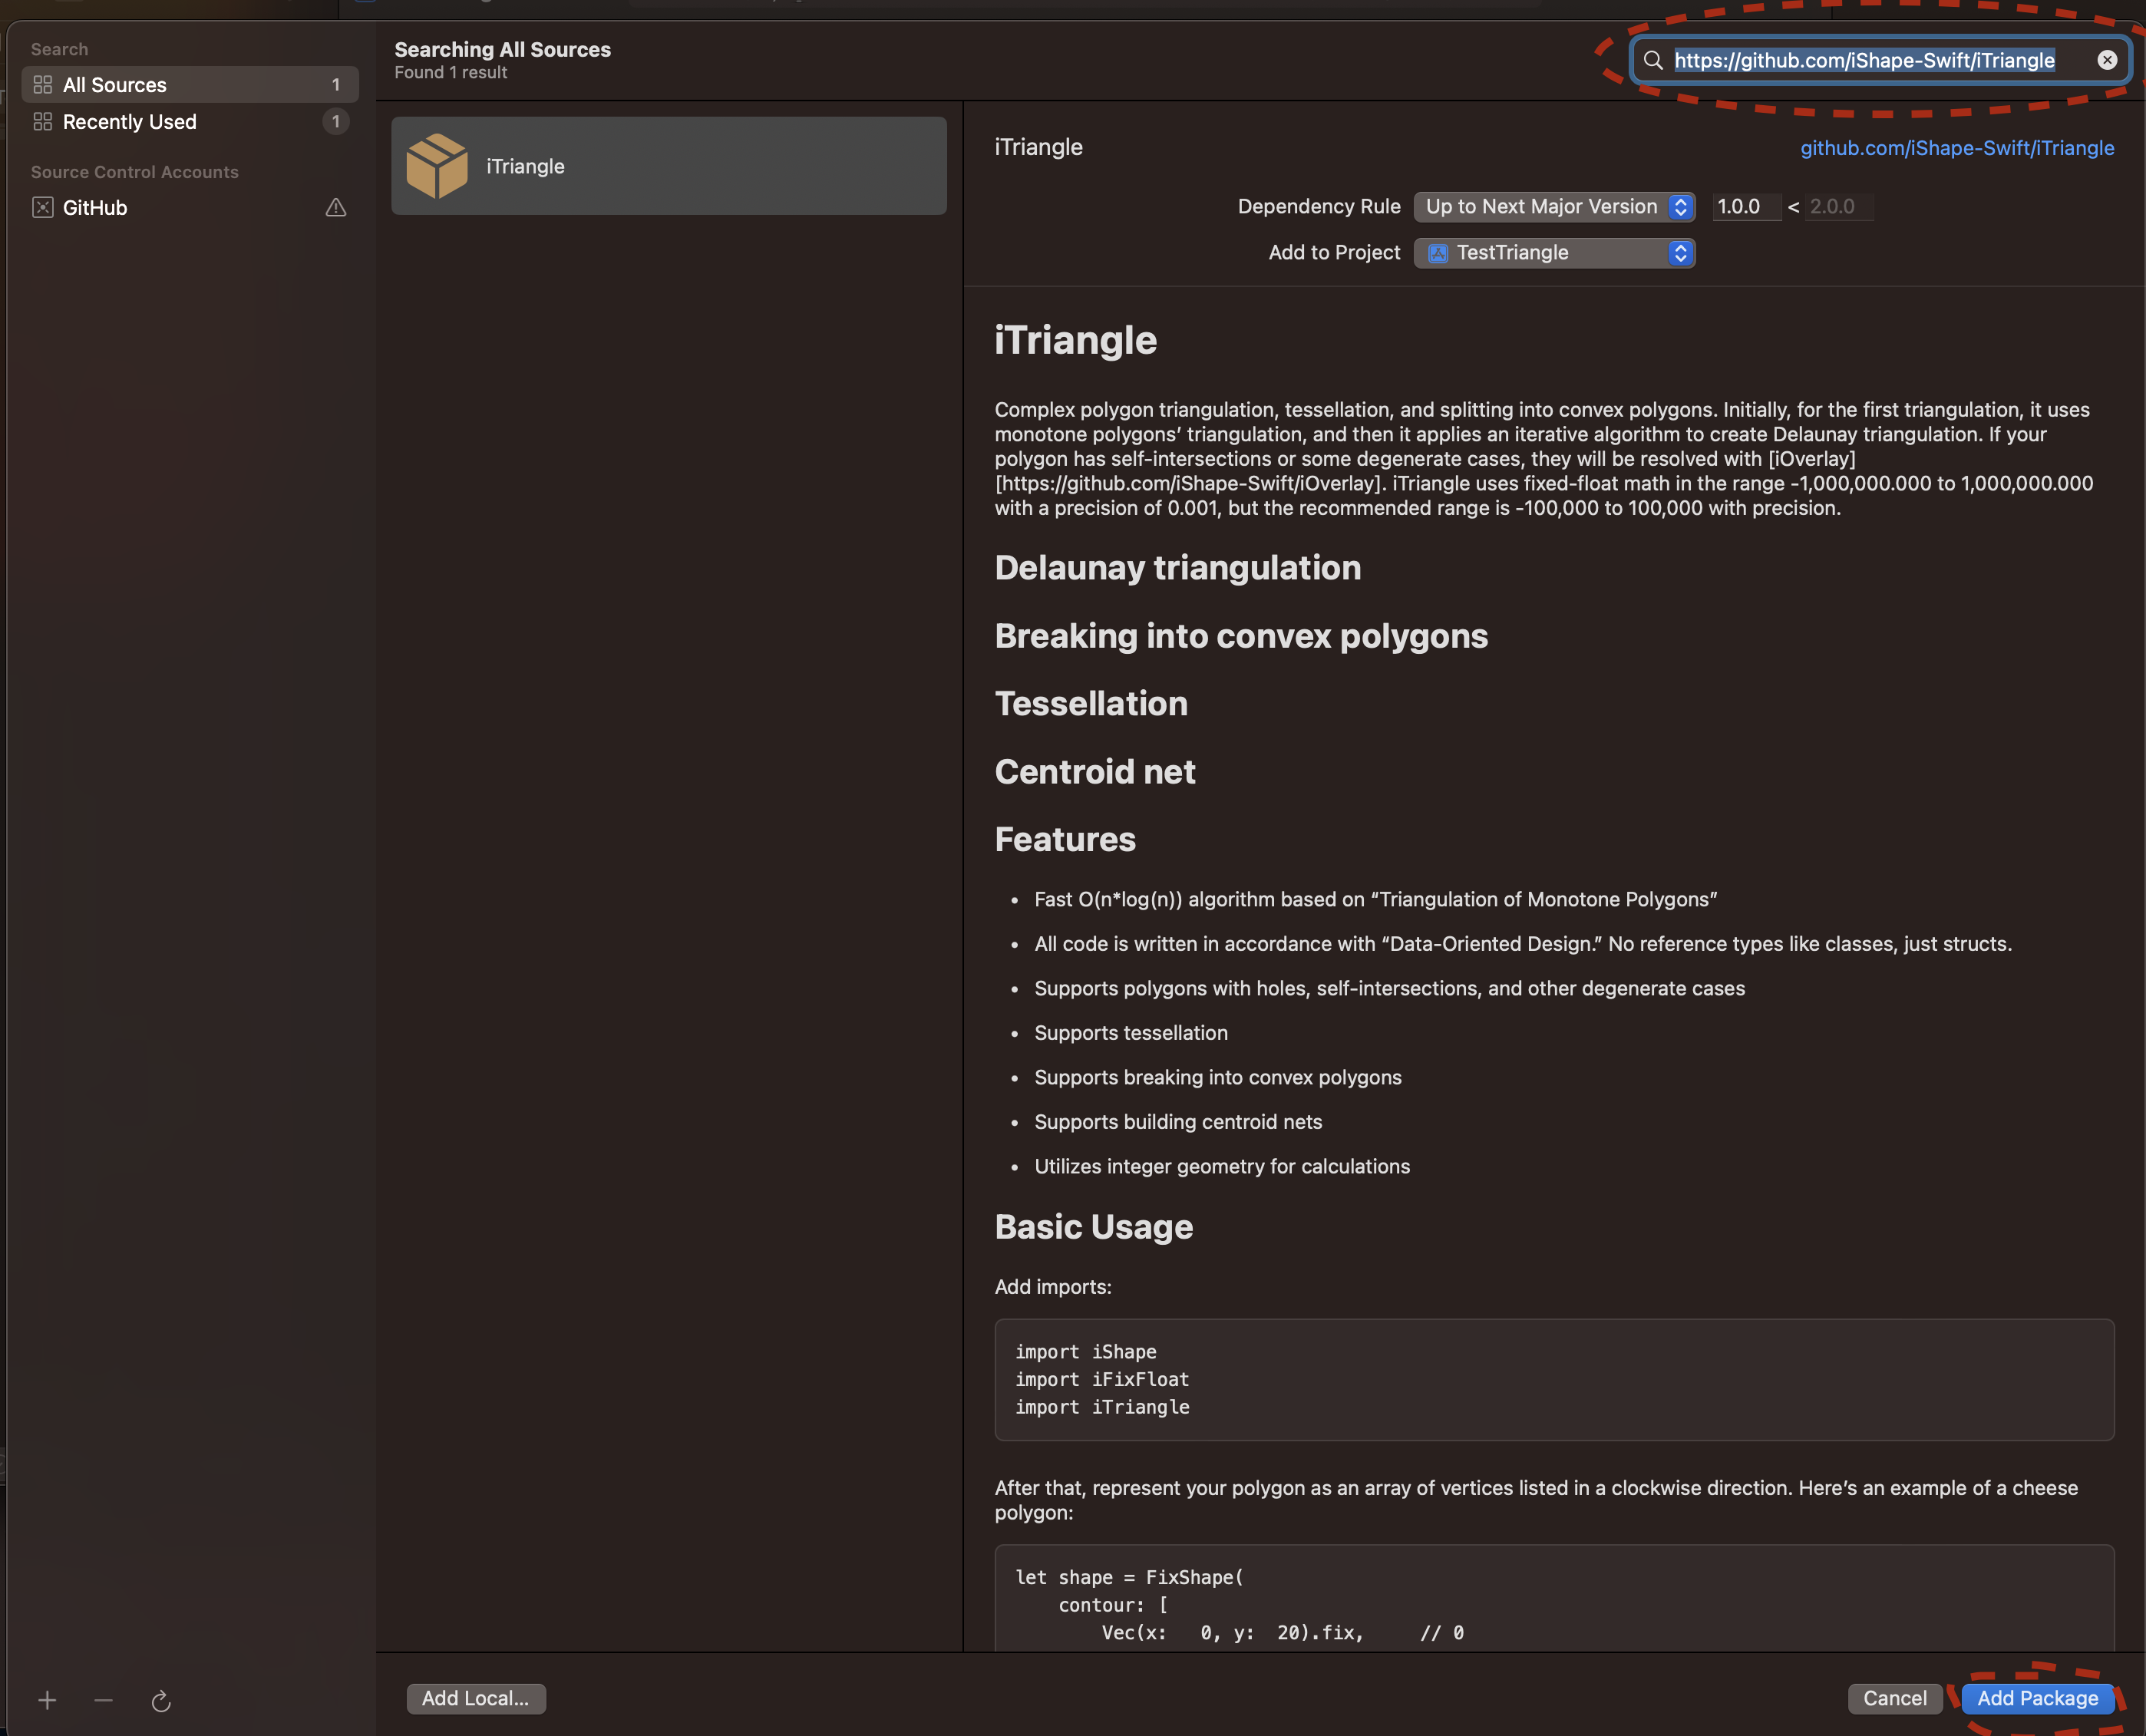 Search
All Sources 1
Recently Used 1
Source Control Accounts
GitHub
Searching All Sources
Found 1 result
https://github.com/iShape-Swift/iTriangle
iTriangle
iTriangle
github.com/iShape-Swift/iTriangle
Dependency Rule Up to Next Major Version 1.0.0 < 2.0.0
Add to Project TestTriangle
iTriangle
Complex polygon triangulation, tessellation, and splitting into convex polygons. Initially, for the first triangulation, it uses
monotone polygons’ triangulation, and then it applies an iterative algorithm to create Delaunay triangulation. If your
polygon has self-intersections or some degenerate cases, they will be resolved with [iOverlay]
[https://github.com/iShape-Swift/iOverlay]. iTriangle uses fixed-float math in the range -1,000,000.000 to 1,000,000.000
with a precision of 0.001, but the recommended range is -100,000 to 100,000 with precision.
Delaunay triangulation
Breaking into convex polygons
Tessellation
Centroid net
Features
• Fast O(n*log(n)) algorithm based on “Triangulation of Monotone Polygons”
• All code is written in accordance with “Data-Oriented Design.” No reference types like classes, just structs.
• Supports polygons with holes, self-intersections, and other degenerate cases
• Supports tessellation
• Supports breaking into convex polygons
• Supports building centroid nets
• Utilizes integer geometry for calculations
Basic Usage
Add imports:
import iShape
import iFixFloat
import iTriangle
After that, represent your polygon as an array of vertices listed in a clockwise direction. Here’s an example of a cheese
polygon:
let shape = FixShape(
contour: [
Vec(x: 0, y: 20).fix, // 0
Add Local...
Cancel
Add Package